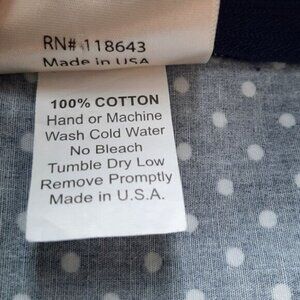 RN# 118643
Made in USA
100% COTTON
Hand or Machine
Wash Cold Water
No Bleach
Tumble Dry Low
Remove Promptly
Made in U.S.A.